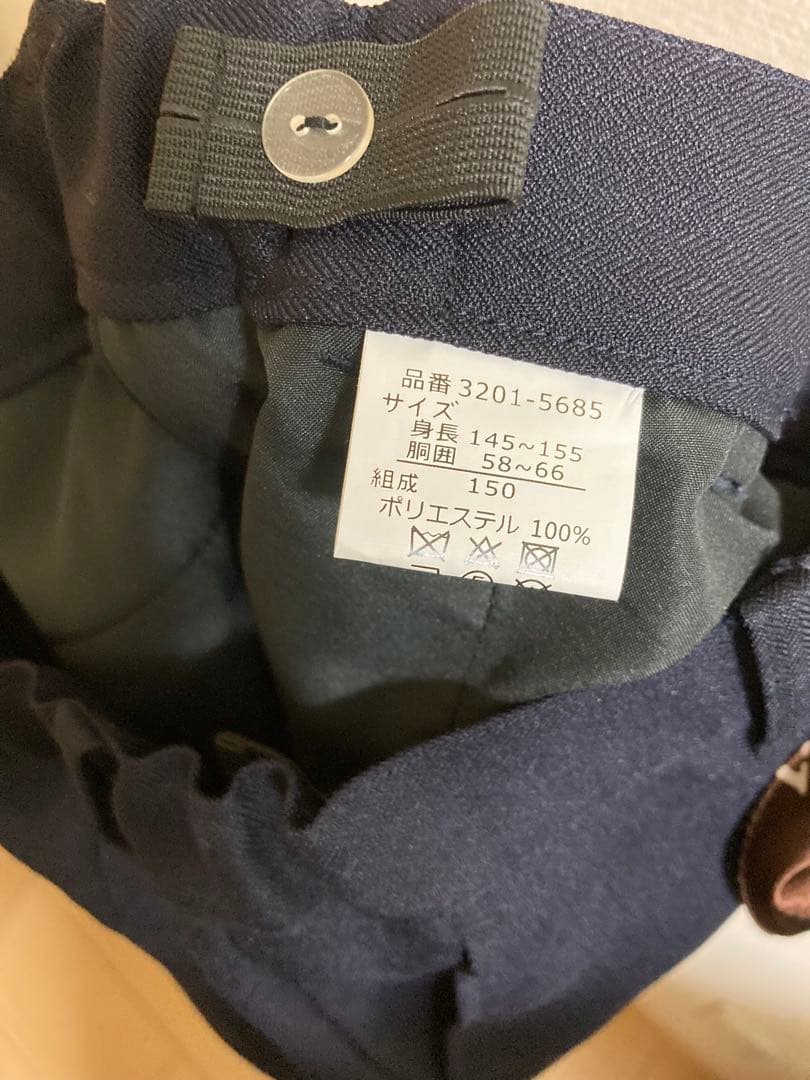 品番 3201-5685
サイズ
身長 145~155
胴囲 58~66
150
組成
ポリエステル 100%